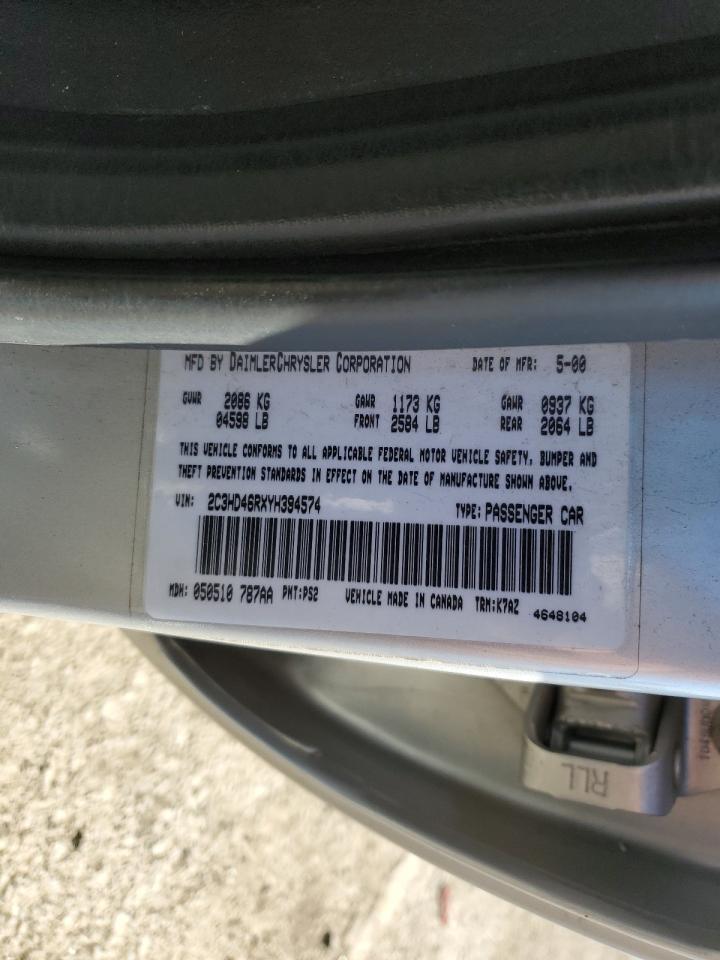 MFD BY DAIMLERCHRYSLER CORPORATION DATE OF MFR: 5-00
GVWR 2086 KG GAWR 1173 KG GAWR 0937 KG
04598 LB FRONT 2584 LB REAR 2064 LB
THIS VEHICLE CONFORMS TO ALL APPLICABLE FEDERAL MOTOR VEHICLE SAFETY, BUMPER AND
THEFT PREVENTION STANDARDS IN EFFECT ON THE DATE OF MANUFACTURE SHOWN ABOVE.
VIN: 2C3HD46RXYH394574 TYPE: PASSENGER CAR
MDH: 050510 787AA PNT:PS2 VEHICLE MADE IN CANADA TRM:K7AZ
4648104
RLL